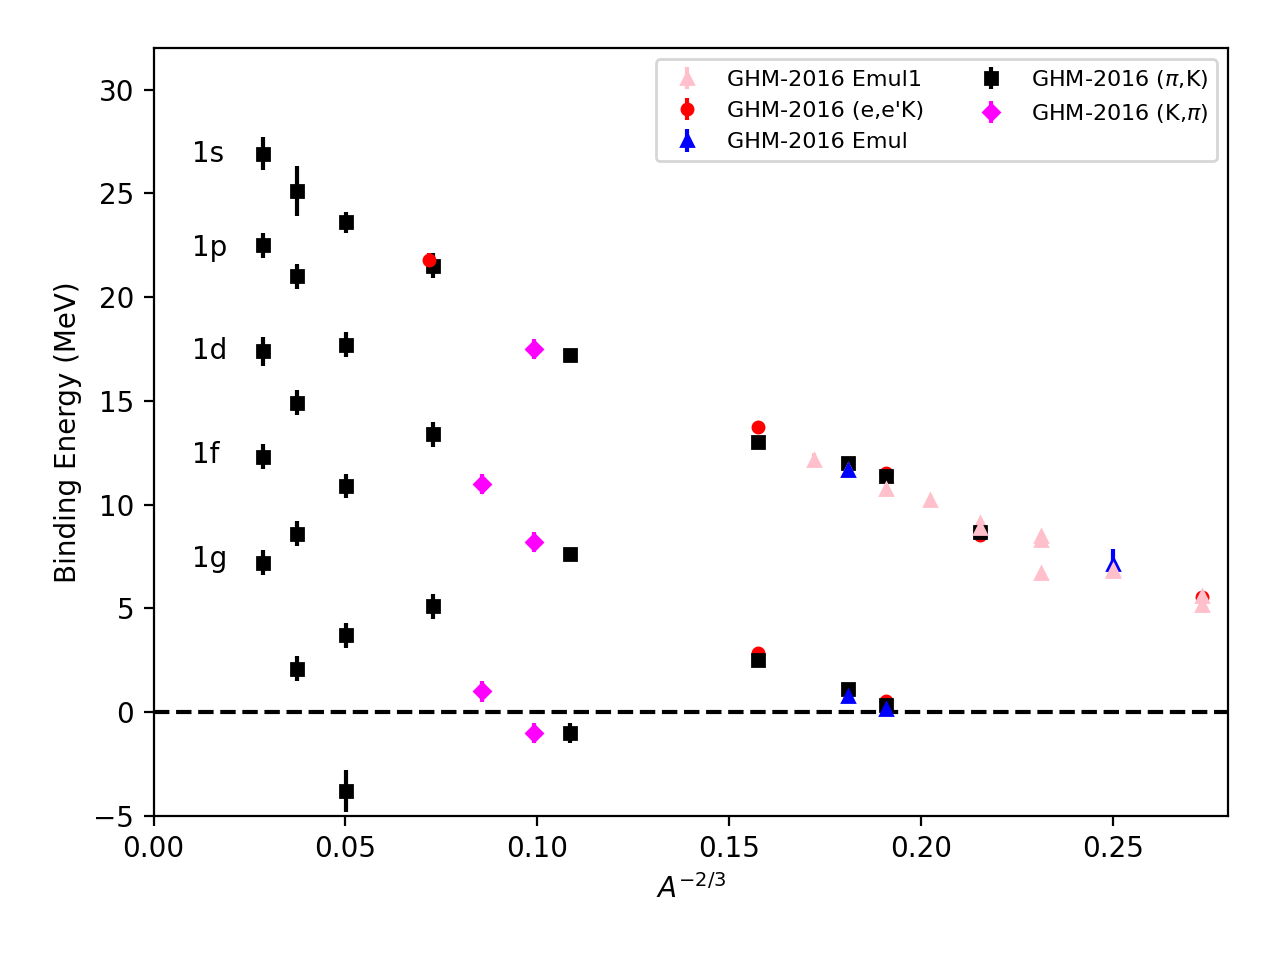 GHM-2016 Emul1
GHM-2016 (e,e'K)
GHM-2016 Emul
GHM-2016 (π,K)
GHM-2016 (K,π)
30
25
20
15
10
5
0
−5
Binding Energy (MeV)
1s
1p
1d
1f
1g
0.00 0.05 0.10 0.15 0.20 0.25
A^{−2/3}